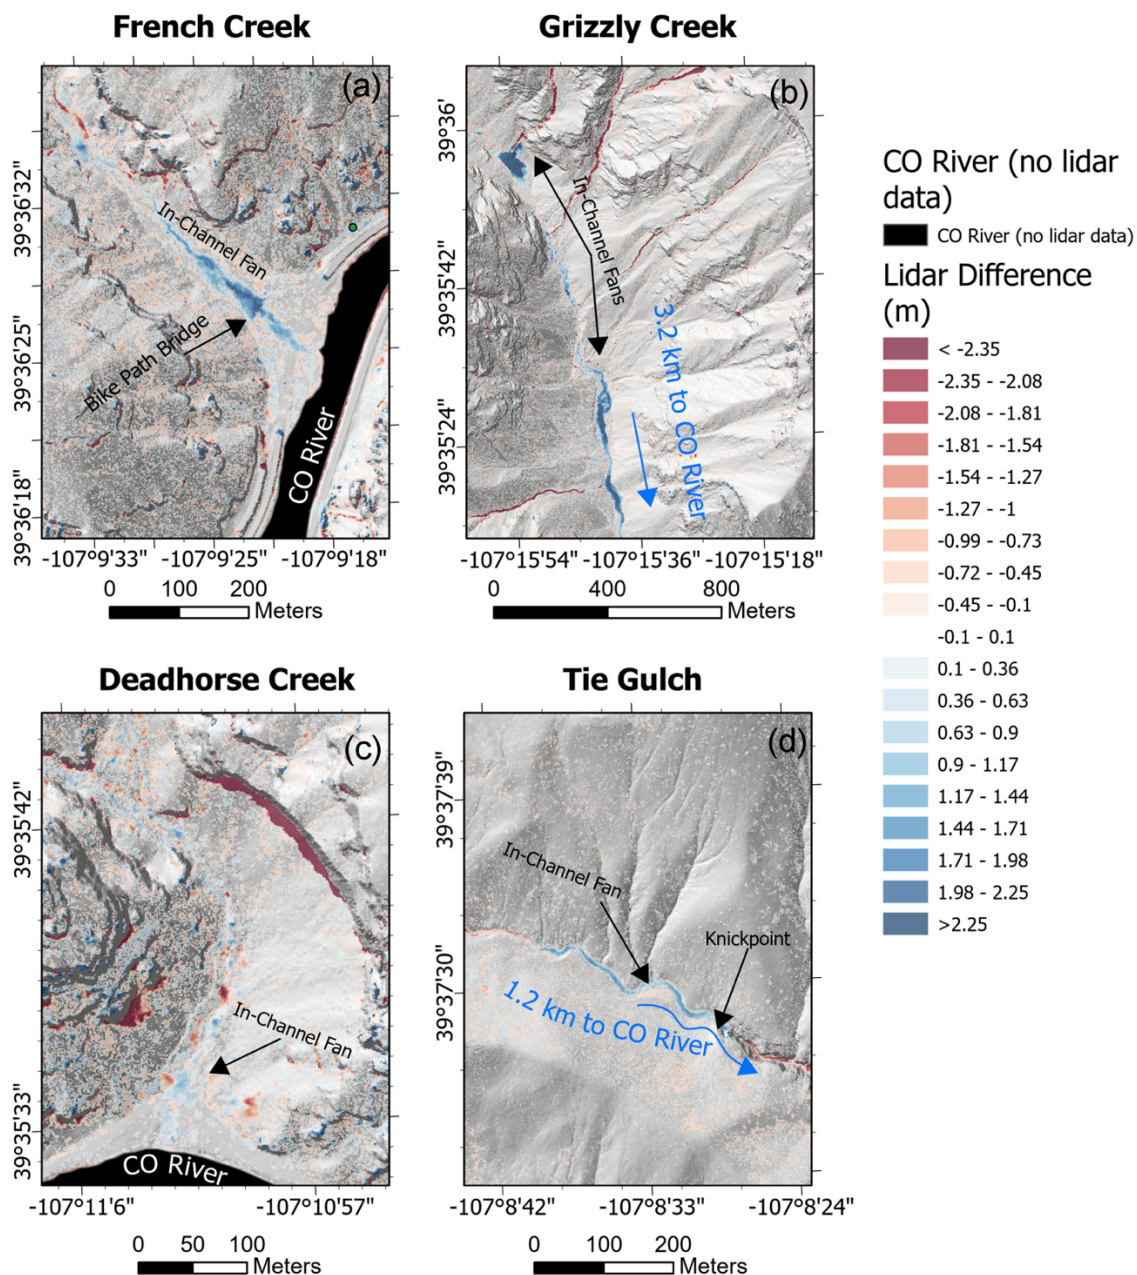 French Creek
Grizzly Creek
(a)
39°36'32"
39°36'25"
39°36'18"
In-Channel Fan
Bike Path Bridge
CO River
-107°9'33"
-107°9'25"
-107°9'18"
0
100
200
Meters
(b)
39°36'
39°35'42"
39°35'24"
In-Channel Fans
3.2 km to CO River
-107°15'54"
-107°15'36"
-107°15'18"
0
400
800
Meters
CO River (no lidar
data)
CO River (no lidar data)
Lidar Difference
(m)
< -2.35
-2.35 - -2.08
-2.08 - -1.81
-1.81 - -1.54
-1.54 - -1.27
-1.27 - -1
-0.99 - -0.73
-0.72 - -0.45
-0.45 - -0.1
-0.1 - 0.1
0.1 - 0.36
0.36 - 0.63
0.63 - 0.9
0.9 - 1.17
1.17 - 1.44
1.44 - 1.71
1.71 - 1.98
1.98 - 2.25
>2.25
Deadhorse Creek
Tie Gulch
(c)
39°35'42"
39°35'33"
In-Channel Fan
CO River
-107°11'6"
-107°10'57"
0
50
100
Meters
(d)
39°37'39"
39°37'30"
In-Channel Fan
Knickpoint
1.2 km to CO River
-107°8'42"
-107°8'33"
-107°8'24"
0
100
200
Meters